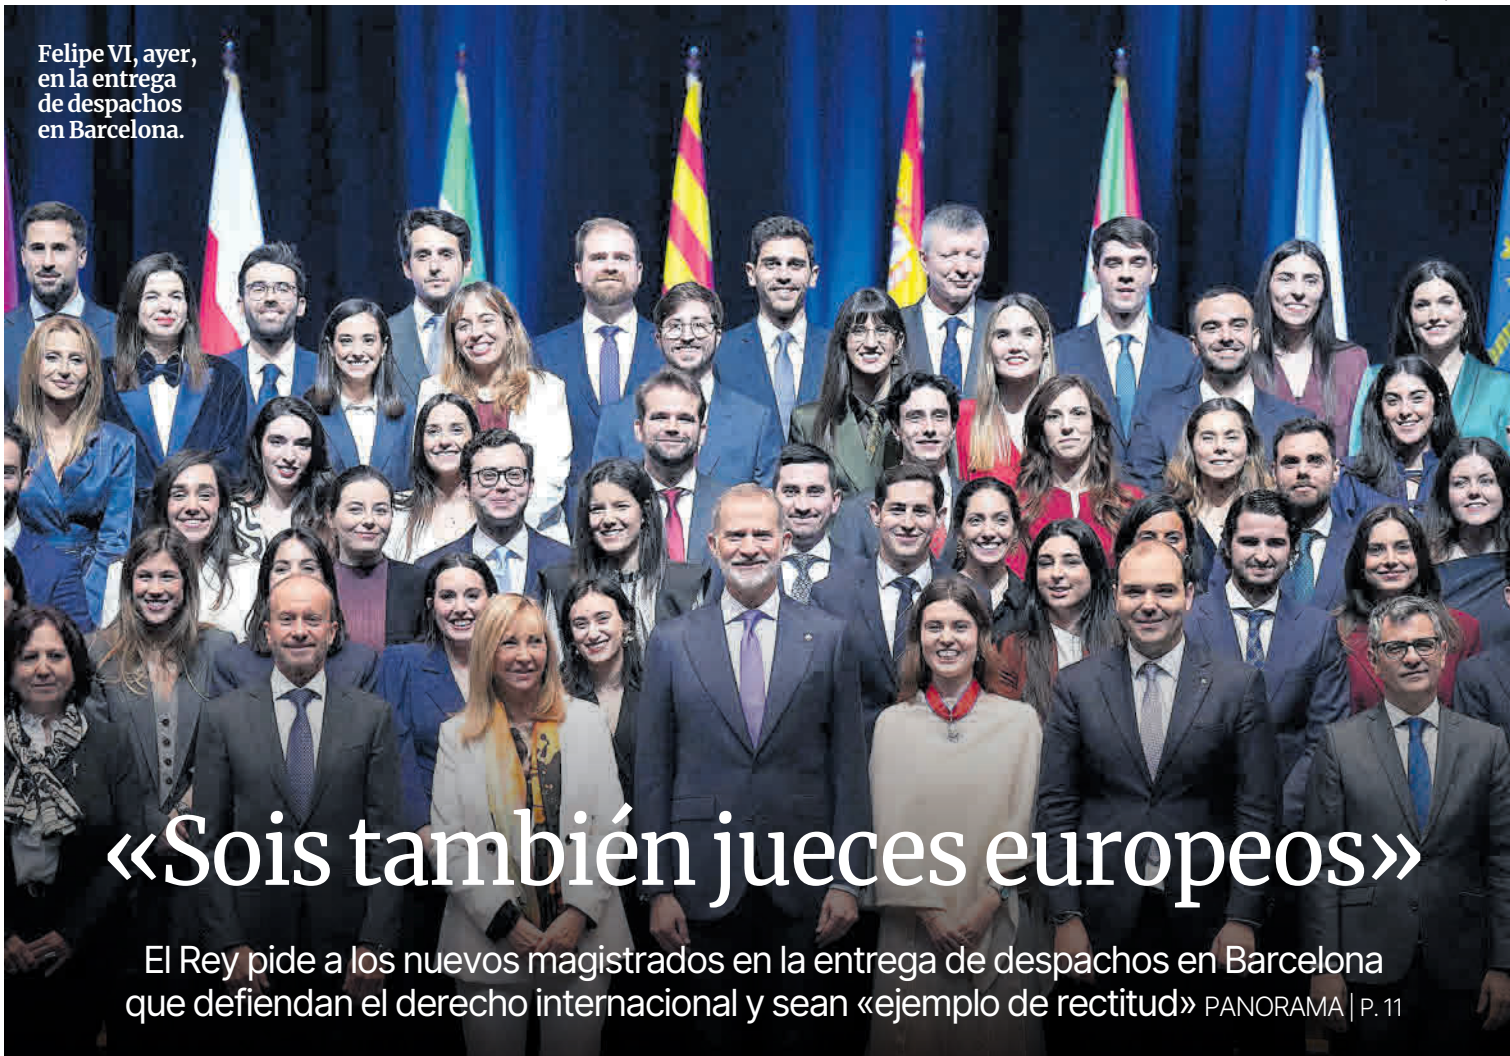 Felipe VI, ayer,
en la entrega
de despachos
en Barcelona.
«Sois también jueces europeos»
El Rey pide a los nuevos magistrados en la entrega de despachos en Barcelona
que defiendan el derecho internacional y sean «ejemplo de rectitud» PANORAMA | P. 11